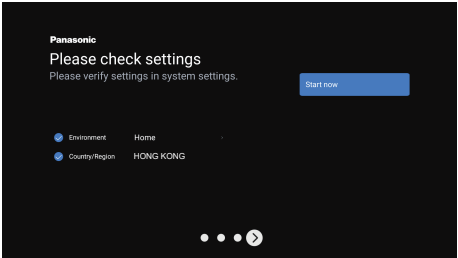 Panasonic
Please check settings
Please verify settings in system settings.
Start now
Environment Home
Country/Region HONG KONG